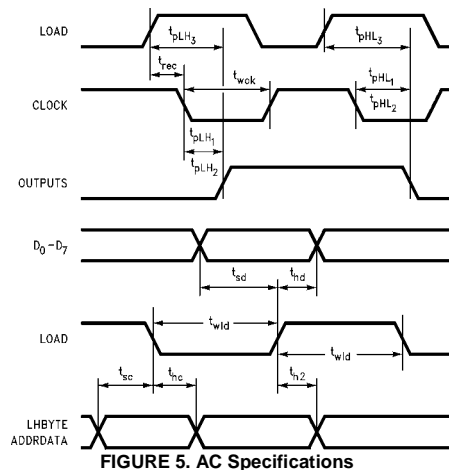 LOAD
tpLH3
tpHL3
trec
twck
tpHL1
CLOCK
tpHL2
tpLH1
tpLH2
OUTPUTS
D0–D7
tsd
thd
twld
LOAD
twld
tsc
thc
th2
LHBYTE
ADDRDATA
FIGURE 5. AC Specifications